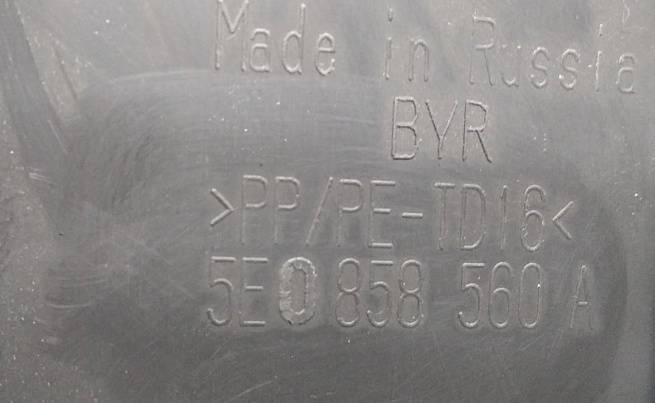 Made in Russia
BYR
>PP/PE-TD16<
5E0 858 560 A